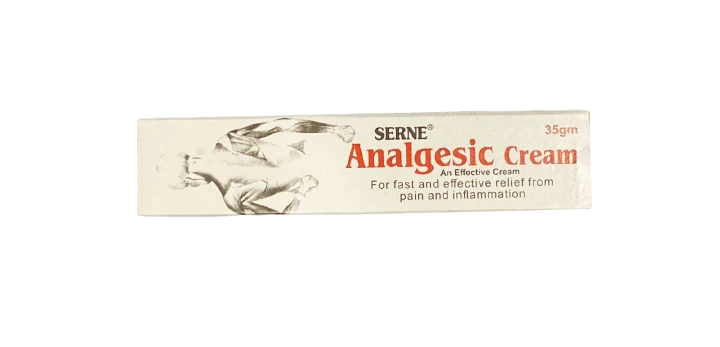 SERNE®
35gm
Analgesic Cream
An Effective Cream
For fast and effective relief from
pain and inflammation